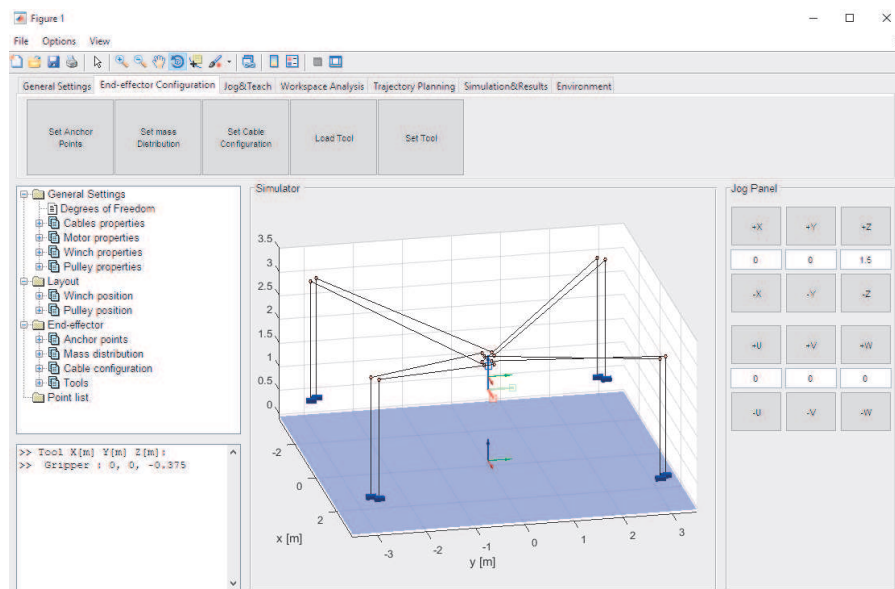 Figure 1
File Options View
General Settings End-effector Configuration Jog&Teach Workspace Analysis Trajectory Planning Simulation&Results Environment
Set Anchor Points
Set mass Distribution
Set Cable Configuration
Load Tool
Set Tool
General Settings
Degrees of Freedom
Cables properties
Motor properties
Winch properties
Pulley properties
Layout
Winch position
Pulley position
End-effector
Anchor points
Mass distribution
Cable configuration
Tools
Point list
>> Tool X[m] Y[m] Z[m]:
>> Gripper : 0, 0, -0.375
Simulator
3.5
3
2.5
2
1.5
1
0.5
0
-2
0
2
x [m]
-3
-2
-1
0
1
2
3
y [m]
Jog Panel
+X +Y +Z
0 0 1.5
-X -Y -Z
+U +V +W
0 0 0
-U -V -W